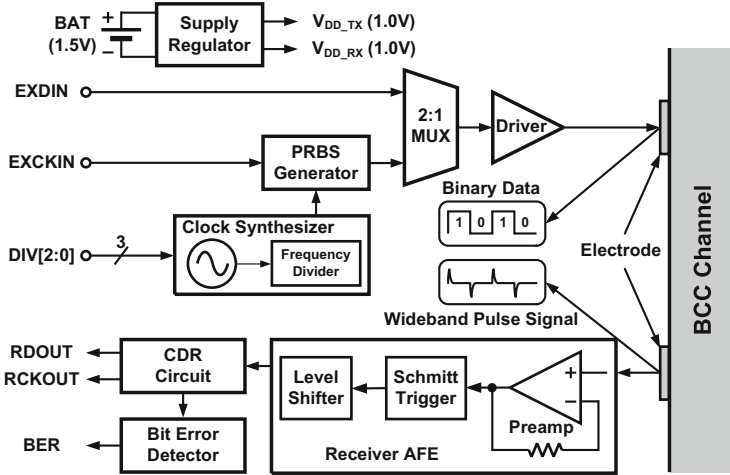 BAT
(1.5V)
+
−
Supply
Regulator
V_DD_TX (1.0V)
V_DD_RX (1.0V)
EXDIN
EXCKIN
DIV[2:0]
3
PRBS
Generator
Clock Synthesizer
Frequency
Divider
2:1
MUX
Driver
Binary Data
1 0 1 0
Wideband Pulse Signal
Electrode
BCC Channel
RDOUT
RCKOUT
BER
CDR
Circuit
Bit Error
Detector
Level
Shifter
Schmitt
Trigger
+
−
Preamp
Receiver AFE